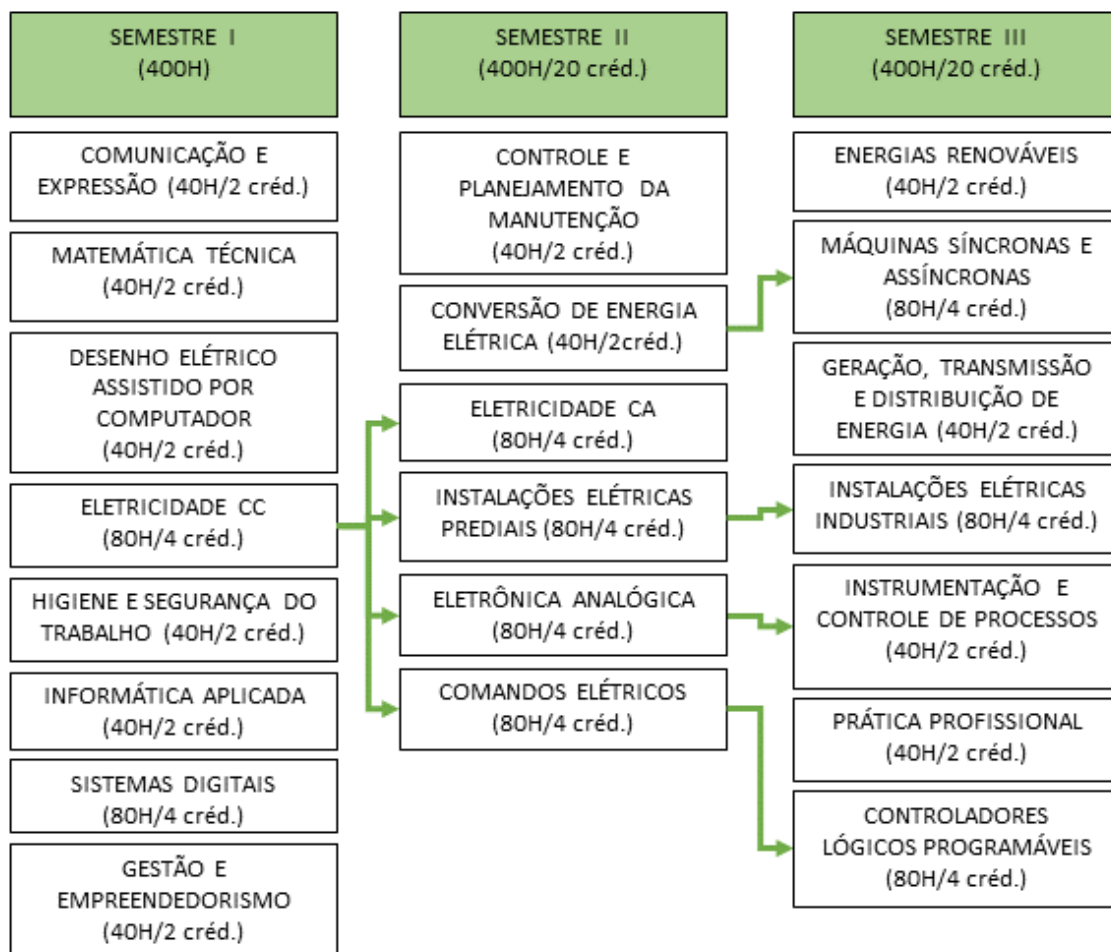 SEMESTRE I
(400H)
COMUNICAÇÃO E
EXPRESSÃO (40H/2 créd.)
MATEMÁTICA TÉCNICA
(40H/2 créd.)
DESENHO ELÉTRICO
ASSISTIDO POR
COMPUTADOR
(40H/2 créd.)
ELETRICIDADE CC
(80H/4 créd.)
HIGIENE E SEGURANÇA DO
TRABALHO (40H/2 créd.)
INFORMÁTICA APLICADA
(40H/2 créd.)
SISTEMAS DIGITAIS
(80H/4 créd.)
GESTÃO E
EMPREENDEDORISMO
(40H/2 créd.)
SEMESTRE II
(400H/20 créd.)
CONTROLE E
PLANEJAMENTO DA
MANUTENÇÃO
(40H/2 créd.)
CONVERSÃO DE ENERGIA
ELÉTRICA (40H/2créd.)
ELETRICIDADE CA
(80H/4 créd.)
INSTALAÇÕES ELÉTRICAS
PREDIAIS (80H/4 créd.)
ELETRÔNICA ANALÓGICA
(80H/4 créd.)
COMANDOS ELÉTRICOS
(80H/4 créd.)
SEMESTRE III
(400H/20 créd.)
ENERGIAS RENOVÁVEIS
(40H/2 créd.)
MÁQUINAS SÍNCRONAS E
ASSÍNCRONAS
(80H/4 créd.)
GERAÇÃO, TRANSMISSÃO
E DISTRIBUIÇÃO DE
ENERGIA (40H/2 créd.)
INSTALAÇÕES ELÉTRICAS
INDUSTRIAIS (80H/4 créd.)
INSTRUMENTAÇÃO E
CONTROLE DE PROCESSOS
(40H/2 créd.)
PRÁTICA PROFISSIONAL
(40H/2 créd.)
CONTROLADORES
LÓGICOS PROGRAMÁVEIS
(80H/4 créd.)